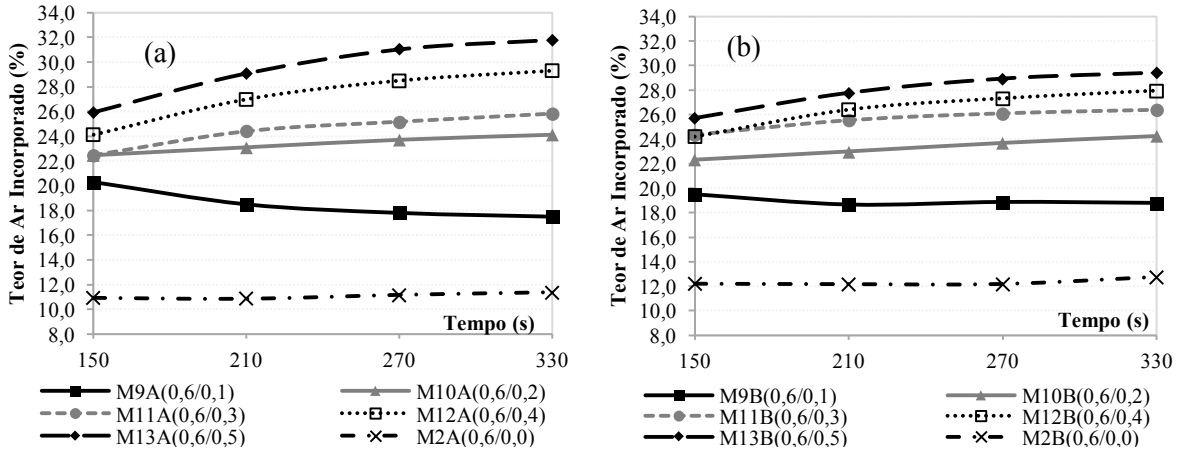 Teor de Ar Incorporado (%)
34,0
32,0
30,0
28,0
26,0
24,0
22,0
20,0
18,0
16,0
14,0
12,0
10,0
8,0
(a)
Tempo (s)
150 210 270 330
M9A(0,6/0,1) M10A(0,6/0,2)
M11A(0,6/0,3) M12A(0,6/0,4)
M13A(0,6/0,5) M2A(0,6/0,0)
Teor de Ar Incorporado (%)
34,0
32,0
30,0
28,0
26,0
24,0
22,0
20,0
18,0
16,0
14,0
12,0
10,0
8,0
(b)
Tempo (s)
150 210 270 330
M9B(0,6/0,1) M10B(0,6/0,2)
M11B(0,6/0,3) M12B(0,6/0,4)
M13B(0,6/0,5) M2B(0,6/0,0)